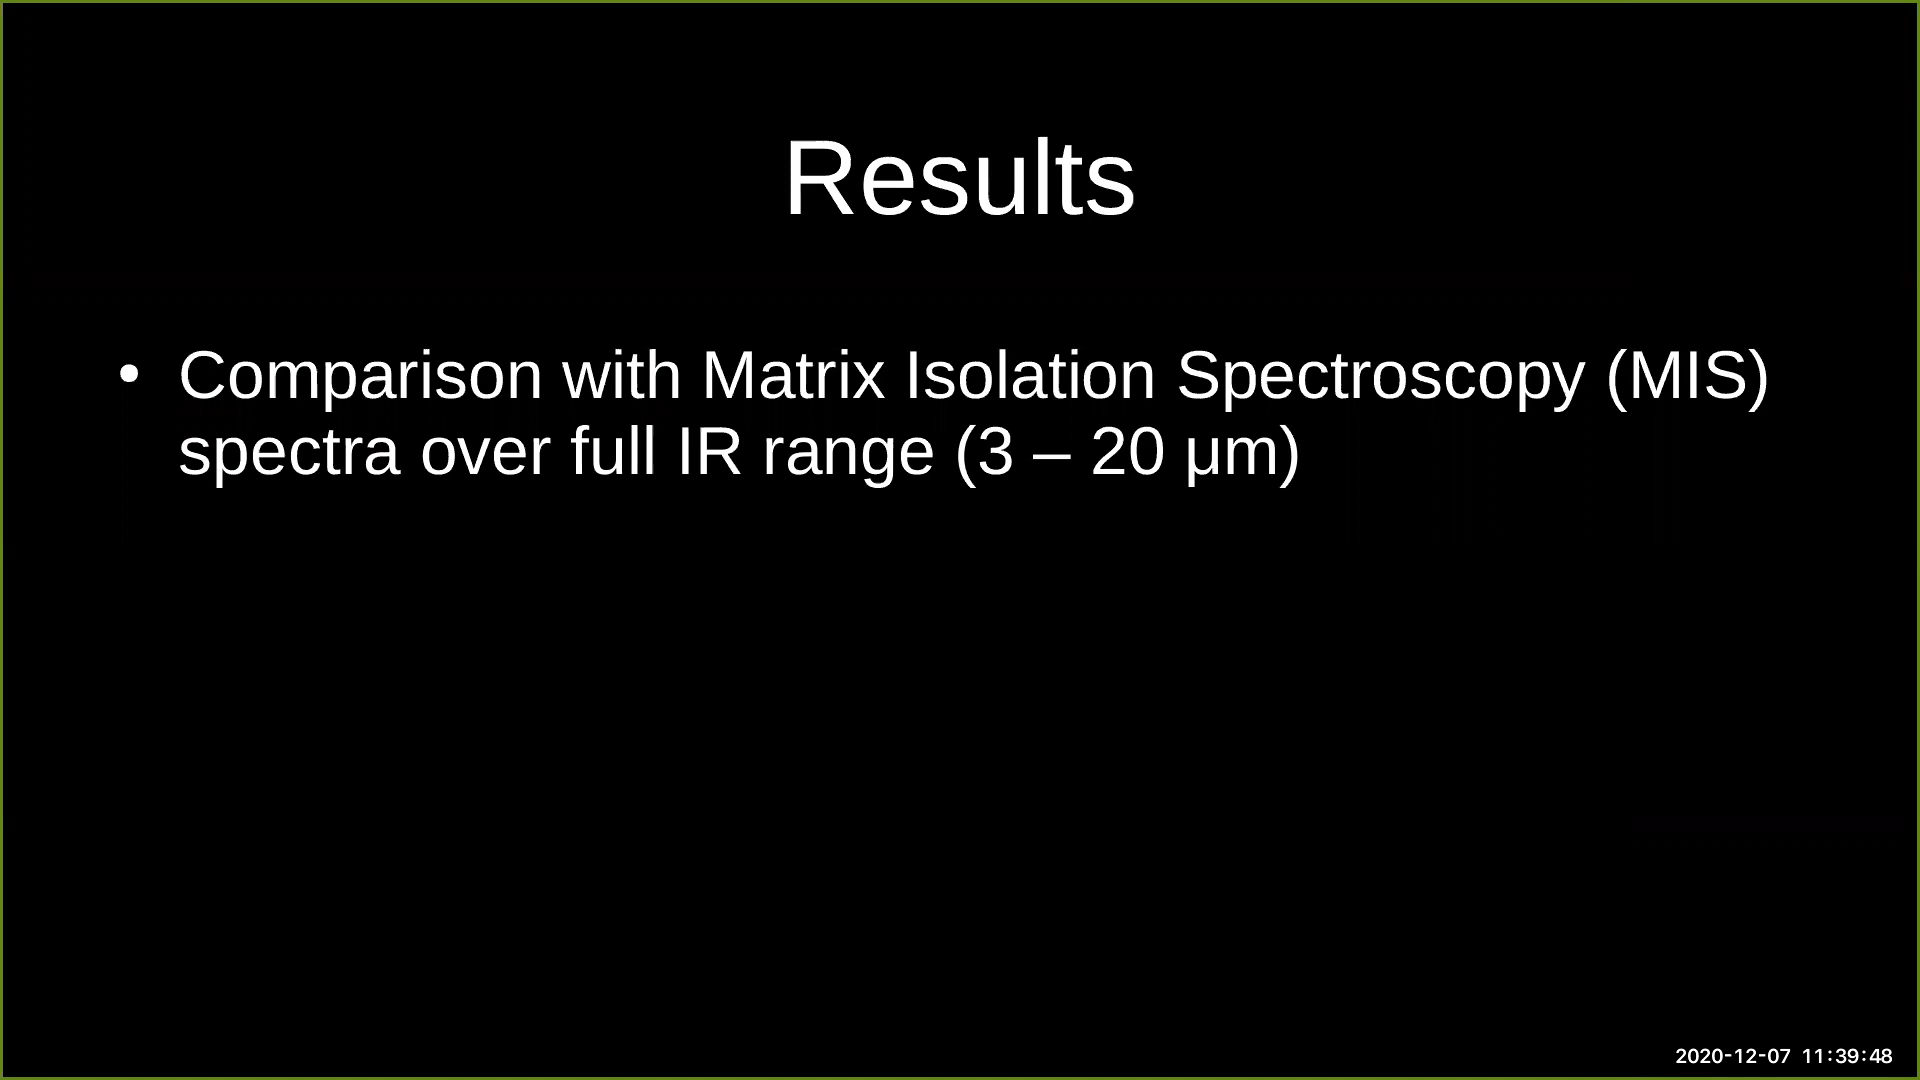 Results
• Comparison with Matrix Isolation Spectroscopy (MIS)
spectra over full IR range (3 – 20 μm)
2020-12-07 11:39:48